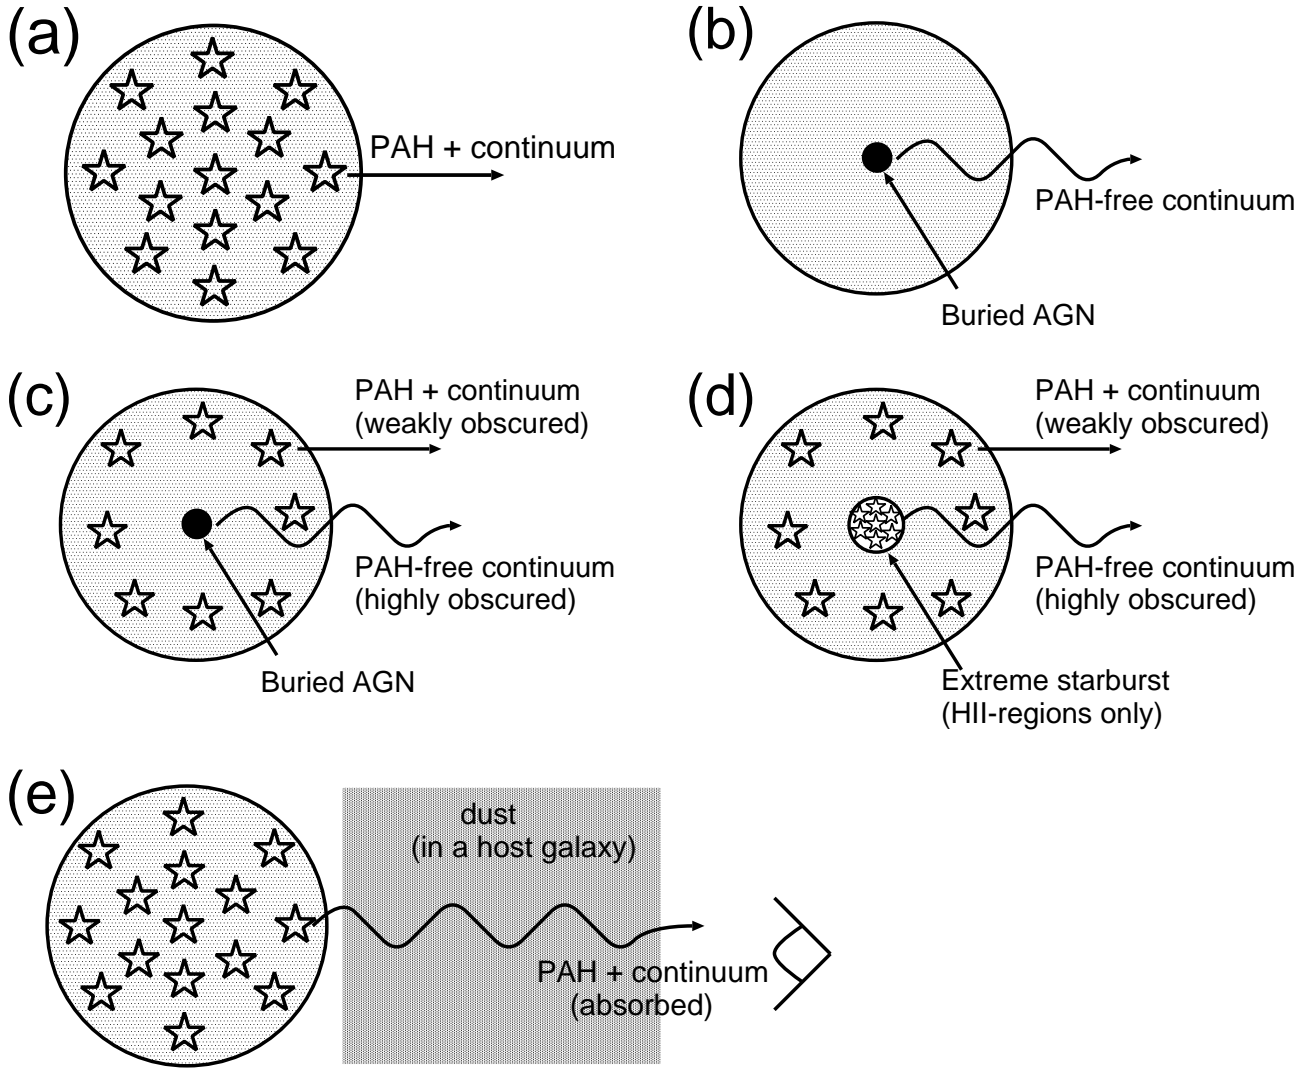 (a)
PAH + continuum
(b)
PAH-free continuum
Buried AGN
(c)
PAH + continuum
(weakly obscured)
PAH-free continuum
(highly obscured)
Buried AGN
(d)
PAH + continuum
(weakly obscured)
PAH-free continuum
(highly obscured)
Extreme starburst
(HII-regions only)
(e)
dust
(in a host galaxy)
PAH + continuum
(absorbed)